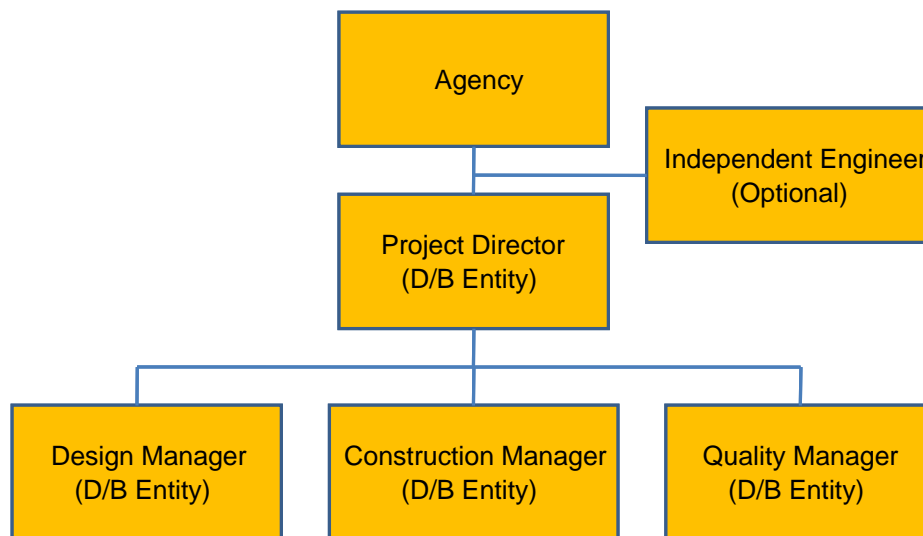 Agency
Independent Engineer
(Optional)
Project Director
(D/B Entity)
Design Manager
(D/B Entity)
Construction Manager
(D/B Entity)
Quality Manager
(D/B Entity)